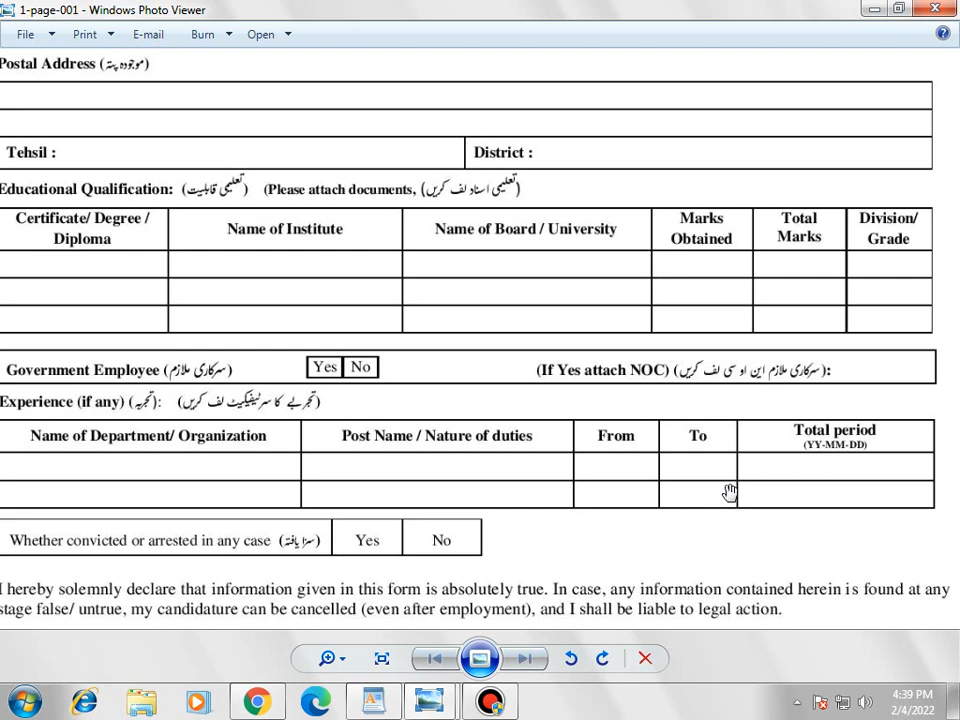 1-page-001 - Windows Photo Viewer
File Print E-mail Burn Open
Postal Address (موجودہ پتہ)
Tehsil : District :
Educational Qualification: (تعلیمی قابلیت) (Please attach documents, (تعلیمی اسناد لف کریں)
Certificate/ Degree / Diploma Name of Institute Name of Board / University Marks Obtained Total Marks Division/ Grade
Government Employee (سرکاری ملازم) Yes No (If Yes attach NOC) (سرکاری ملازم این او سی لف کریں):
Experience (if any) (تجربہ): (تجربے کا سرٹیفیکیٹ لف کریں)
Name of Department/ Organization Post Name / Nature of duties From To Total period
(YY-MM-DD)
Whether convicted or arrested in any case (سزا یافتہ) Yes No
I hereby solemnly declare that information given in this form is absolutely true. In case, any information contained herein is found at any
stage false/ untrue, my candidature can be cancelled (even after employment), and I shall be liable to legal action.
4:39 PM
2/4/2022